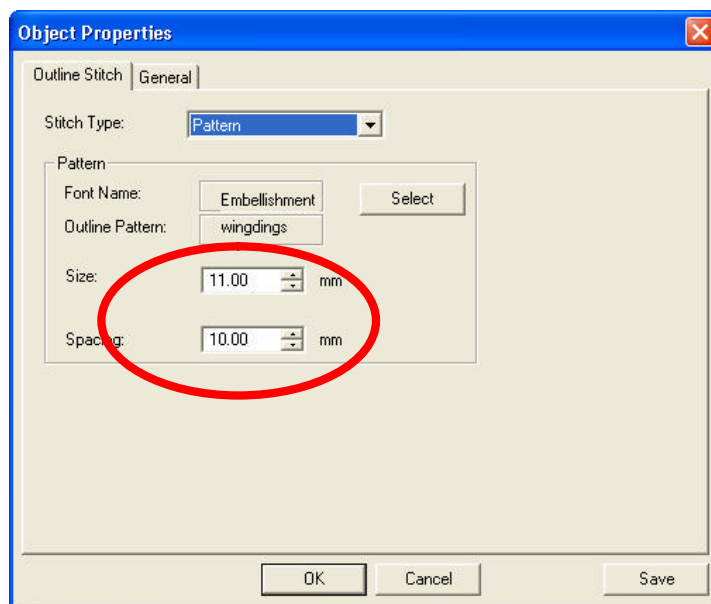 Object Properties
Outline Stitch
General
Stitch Type:
Pattern
Pattern
Font Name:
Embellishment
Select
Outline Pattern:
wingdings
Size:
11.00
mm
Spacing:
10.00
mm
OK
Cancel
Save